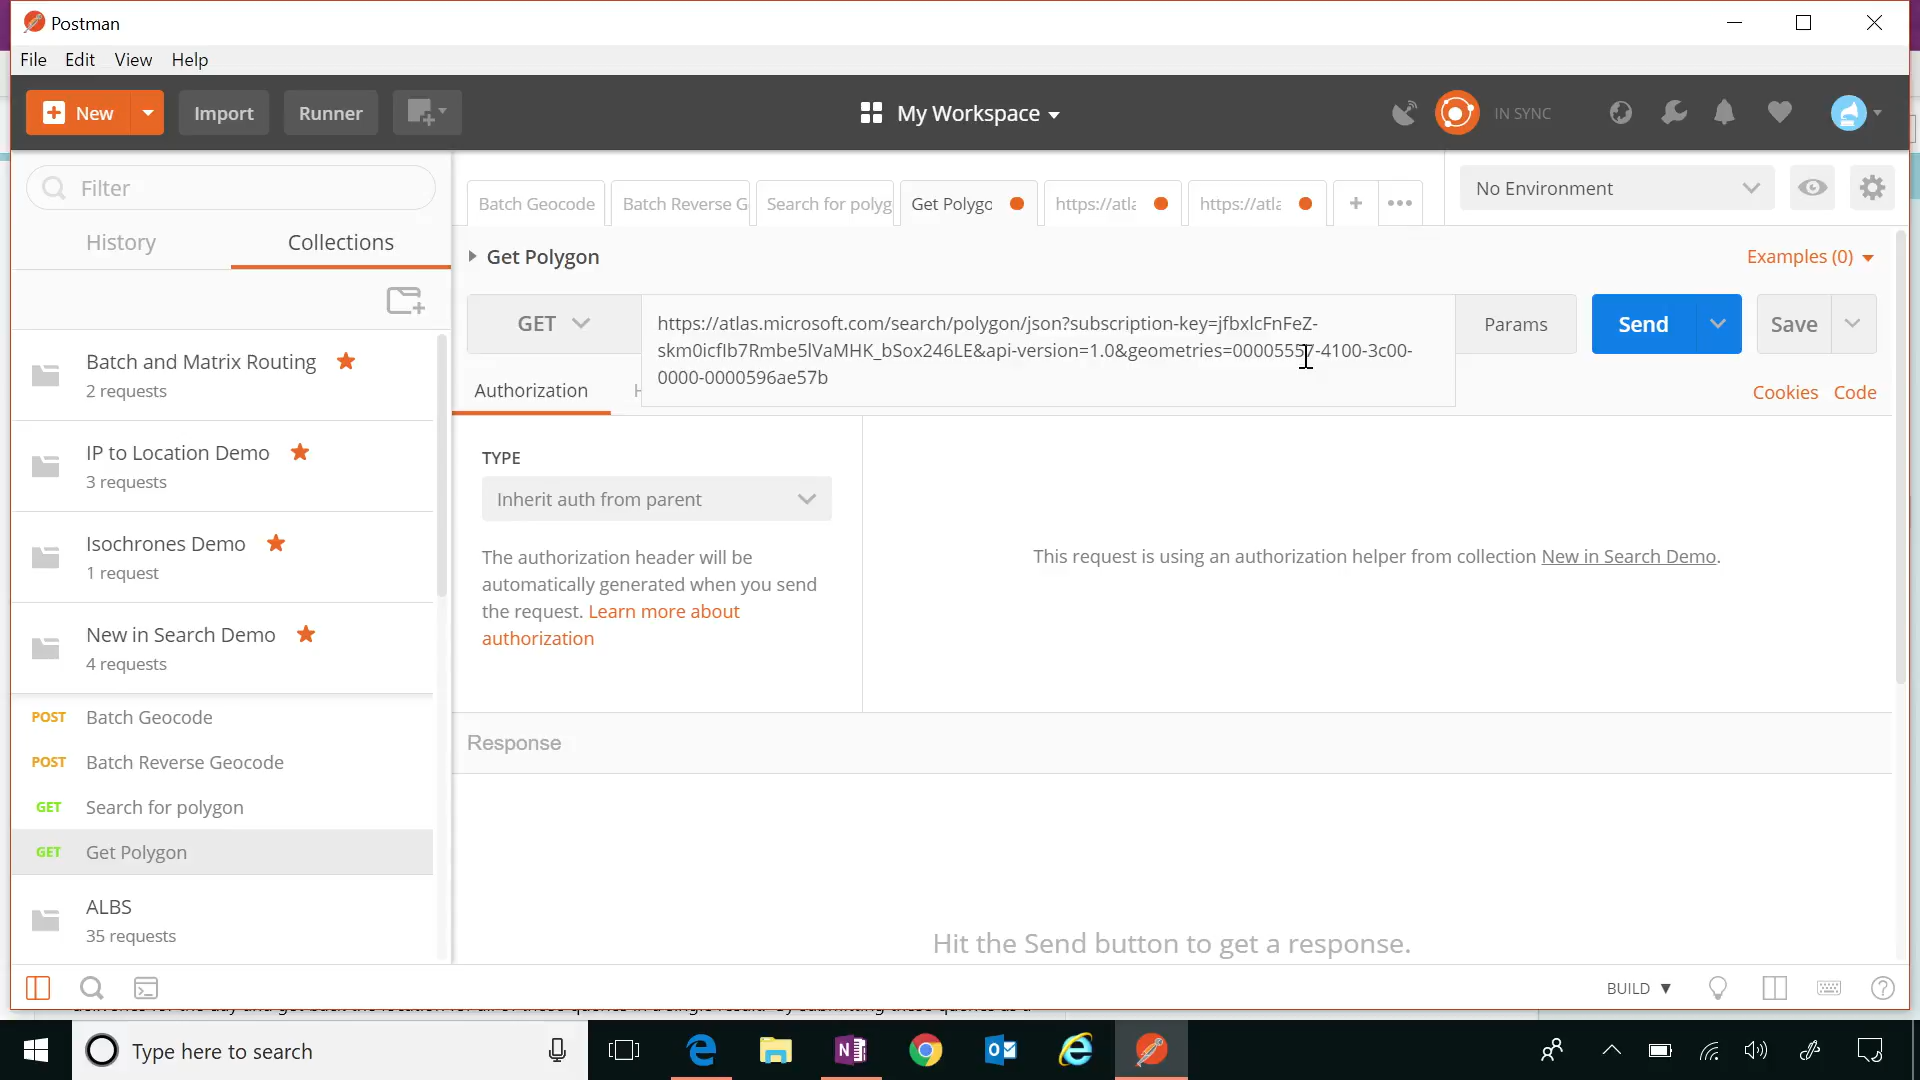 Postman
File Edit View Help
New Import Runner My Workspace IN SYNC
Filter
History Collections
Batch and Matrix Routing
2 requests
IP to Location Demo
3 requests
Isochrones Demo
1 request
New in Search Demo
4 requests
POST Batch Geocode
POST Batch Reverse Geocode
GET Search for polygon
GET Get Polygon
ALBS
35 requests
Batch Geocode Batch Reverse G Search for polyg Get Polygo https://atla https://atla + ••• No Environment
Get Polygon Examples (0)
GET https://atlas.microsoft.com/search/polygon/json?subscription-key=jfbxlcFnFeZ-
skm0icfIb7Rmbe5lVaMHK_bSox246LE&api-version=1.0&geometries=00005557-4100-3c00-
0000-0000596ae57b
Params Send Save
Authorization H Cookies Code
TYPE
Inherit auth from parent
The authorization header will be
automatically generated when you send
the request. Learn more about
authorization
This request is using an authorization helper from collection New in Search Demo.
Response
Hit the Send button to get a response.
BUILD
Type here to search